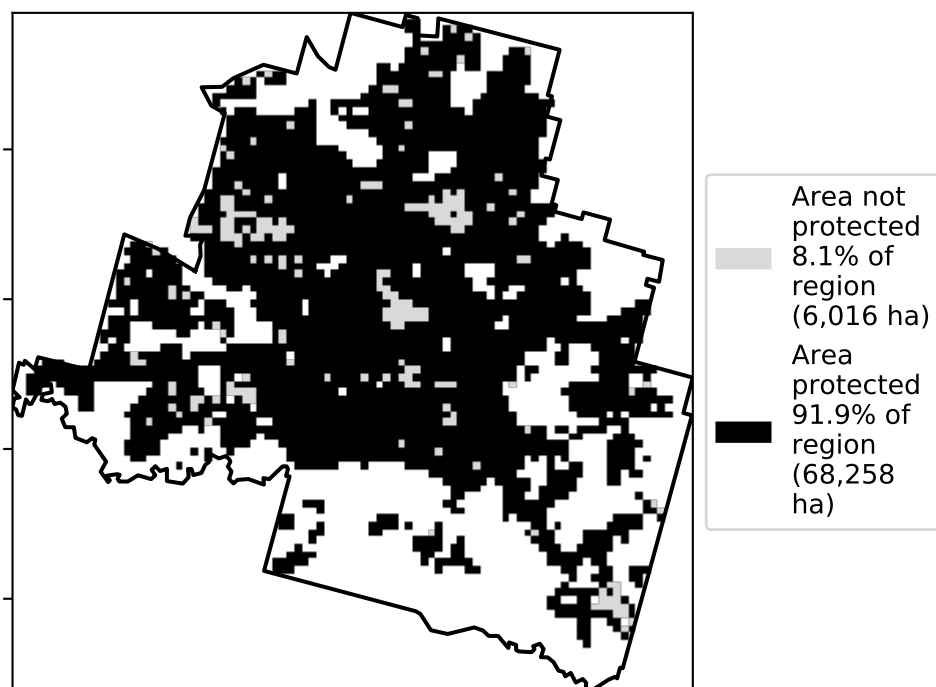 Area not
protected
8.1% of
region
(6,016 ha)
Area
protected
91.9% of
region
(68,258
ha)